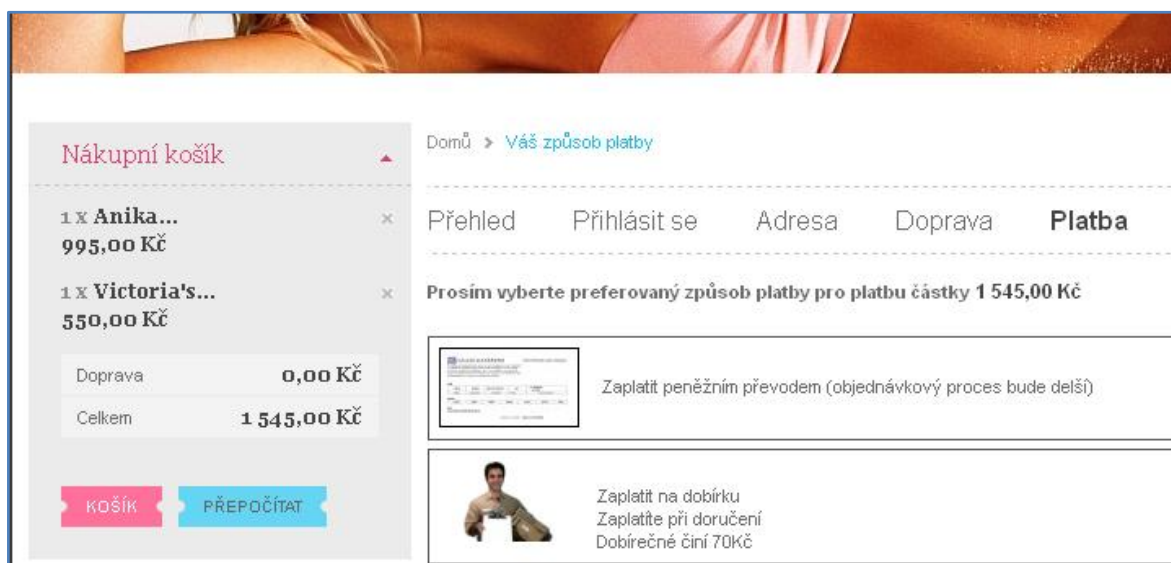 Nákupní košík
1 x Anika...
995,00 Kč
1 x Victoria's...
550,00 Kč
Doprava 0,00 Kč
Celkem 1 545,00 Kč
KOŠÍK PŘEPOČÍTAT
Domů > Váš způsob platby
Přehled Přihlásit se Adresa Doprava Platba
Prosím vyberte preferovaný způsob platby pro platbu částky 1 545,00 Kč
Zaplatit peněžním převodem (objednávkový proces bude delší)
Zaplatit na dobírku
Zaplatíte při doručení
Dobírečné činí 70Kč